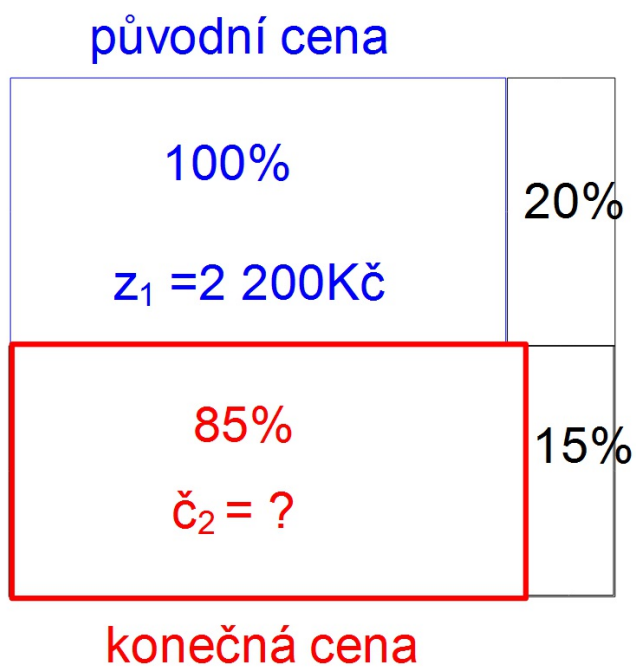 původní cena
100%
20%
z₁ =2 200Kč
85%
15%
č₂ = ?
konečná cena